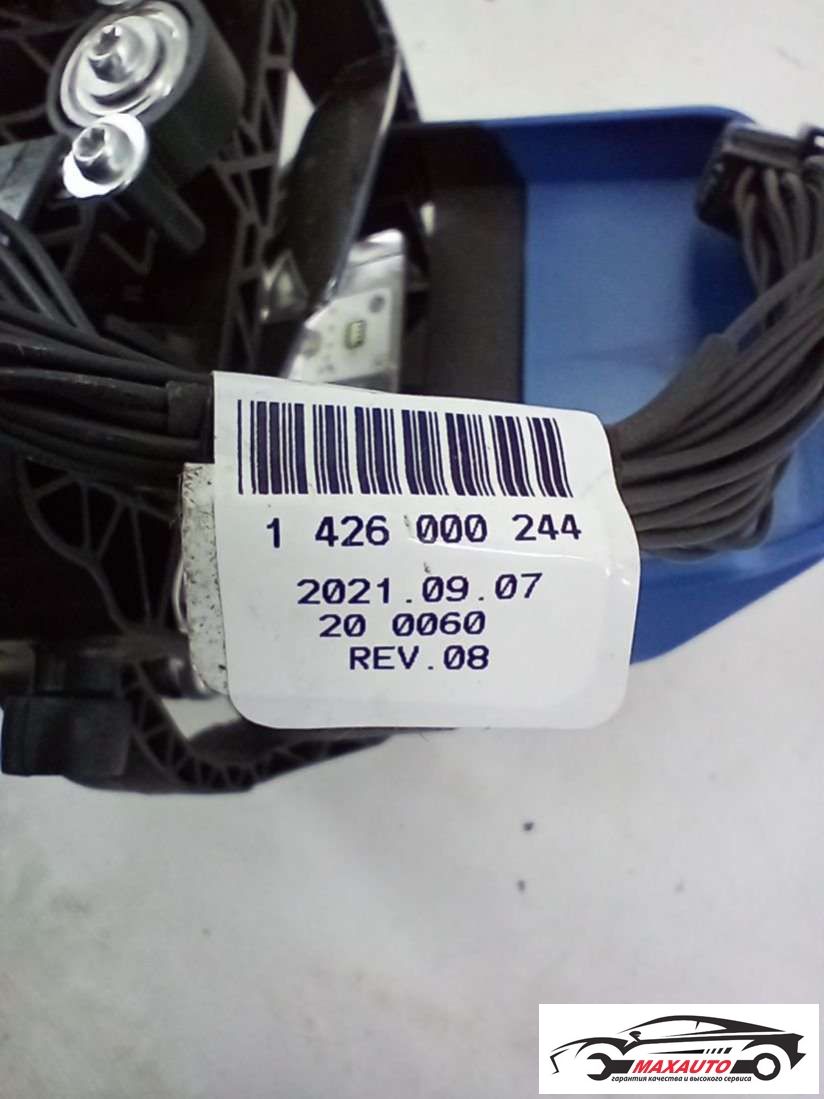 1 426 000 244
2021.09.07
20 0060
REV.08
MAXAUTO
гарантия качества и высокого сервиса